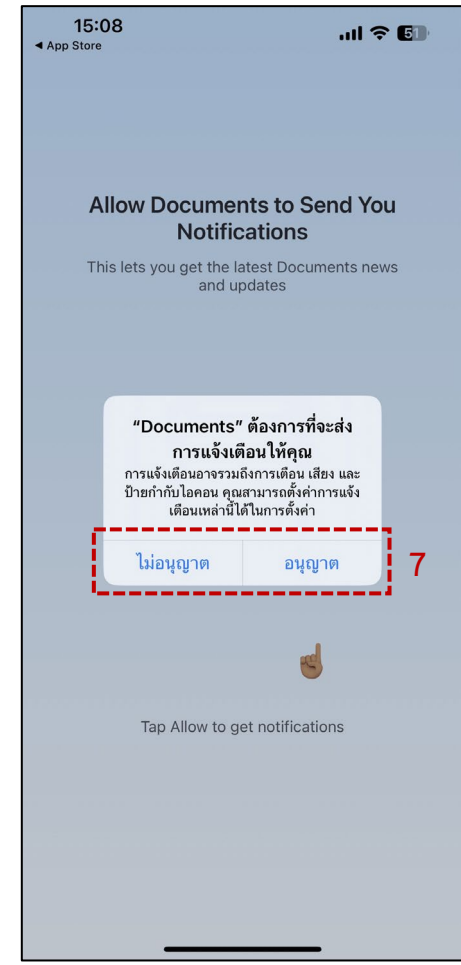 15:08
51
◀ App Store
Allow Documents to Send You
Notifications
This lets you get the latest Documents news
and updates
“Documents” ต้องการที่จะส่ง
การแจ้งเตือนให้คุณ
การแจ้งเตือนอาจรวมถึงการเตือน เสียง และ
ป้ายกำกับไอคอน คุณสามารถตั้งค่าการแจ้ง
เตือนเหล่านี้ได้ในการตั้งค่า
ไม่อนุญาต อนุญาต 7
Tap Allow to get notifications